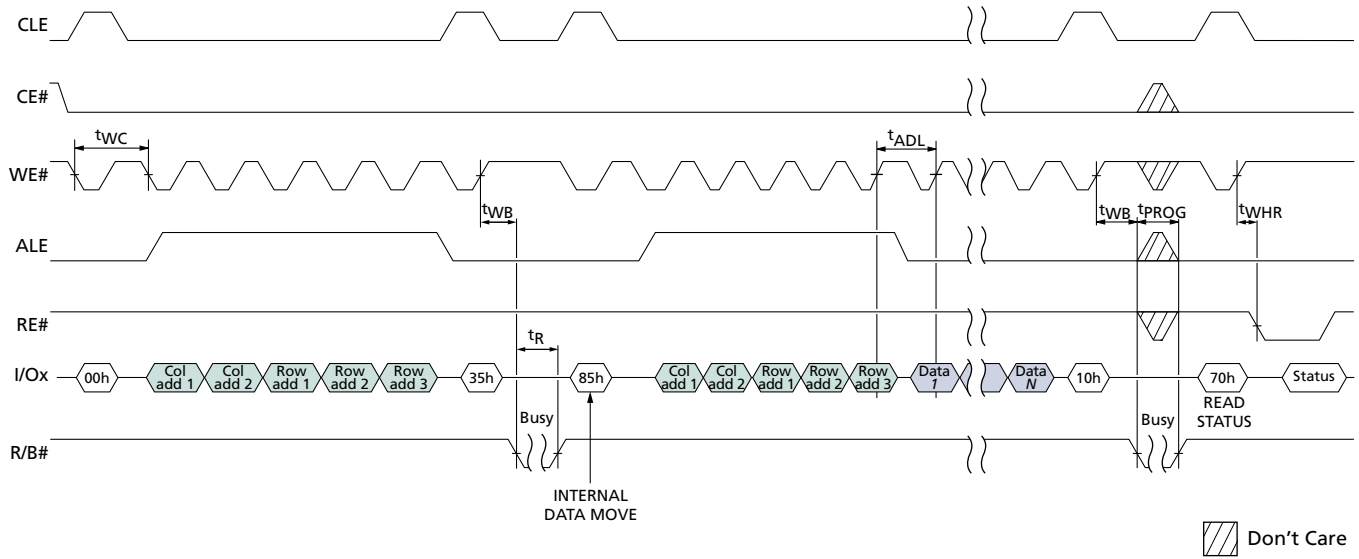 CLE
CE#
tWC
tADL
WE#
tWB
tWB
tPROG
tWHR
ALE
RE#
tR
I/Ox
00h
Col add 1
Col add 2
Row add 1
Row add 2
Row add 3
35h
85h
Col add 1
Col add 2
Row add 1
Row add 2
Row add 3
Data 1
Data N
10h
70h
Status
READ STATUS
Busy
Busy
R/B#
INTERNAL
DATA MOVE
Don't Care